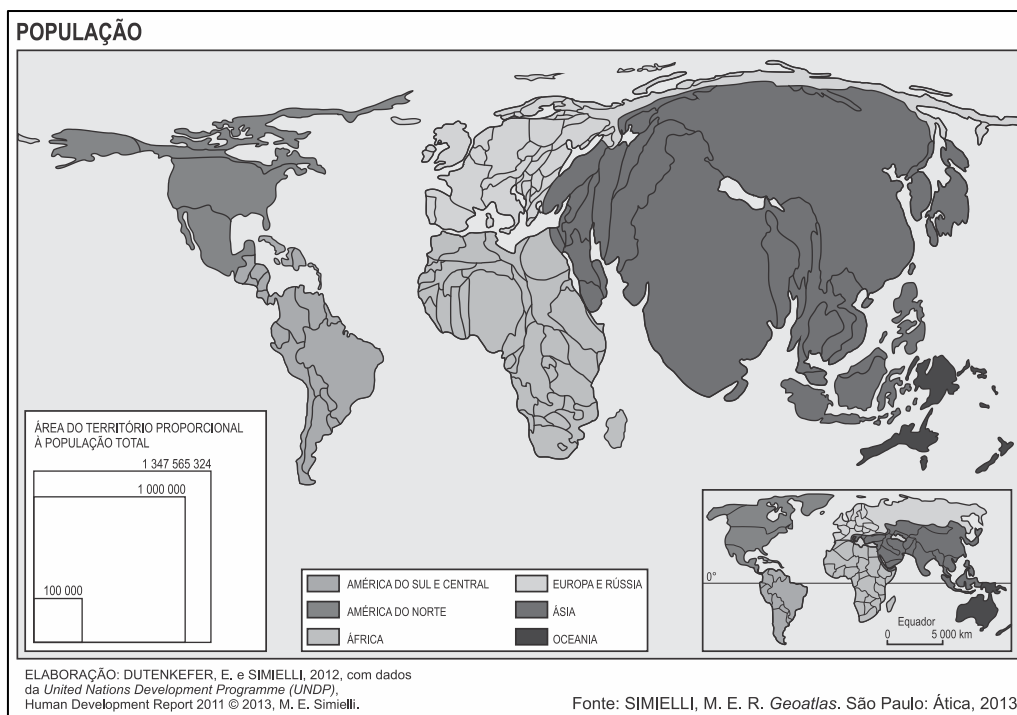 POPULAÇÃO
ÁREA DO TERRITÓRIO PROPORCIONAL
À POPULAÇÃO TOTAL
1 347 565 324
1 000 000
100 000
AMÉRICA DO SUL E CENTRAL
AMÉRICA DO NORTE
ÁFRICA
EUROPA E RÚSSIA
ÁSIA
OCEANIA
0°
Equador
0 5 000 km
ELABORAÇÃO: DUTENKEFER, E. e SIMIELLI, 2012, com dados
da United Nations Development Programme (UNDP),
Human Development Report 2011 © 2013, M. E. Simielli.
Fonte: SIMIELLI, M. E. R. Geoatlas. São Paulo: Ática, 2013